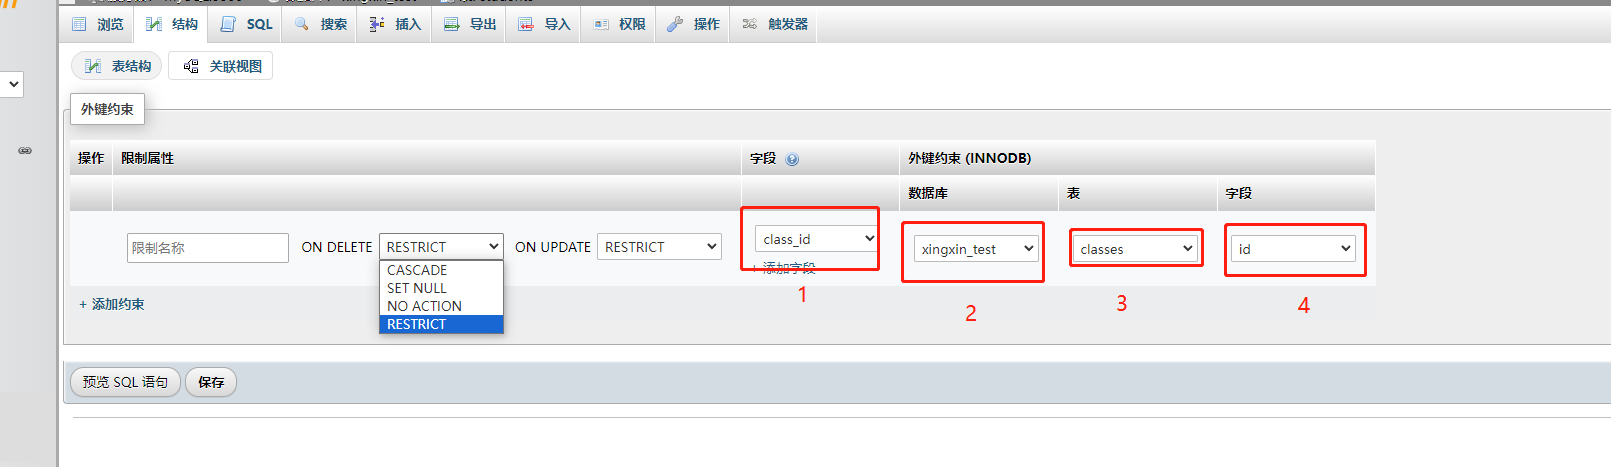 浏览 结构 SQL 搜索 插入 导出 导入 权限 操作 触发器
表结构 关联视图
外键约束
操作 限制属性 字段 外键约束 (INNODB)
数据库 表 字段
限制名称 ON DELETE RESTRICT ON UPDATE RESTRICT class_id xingxin_test classes id
+ 添加字段
CASCADE
SET NULL
NO ACTION
RESTRICT
1 2 3 4
+ 添加约束
预览 SQL 语句 保存